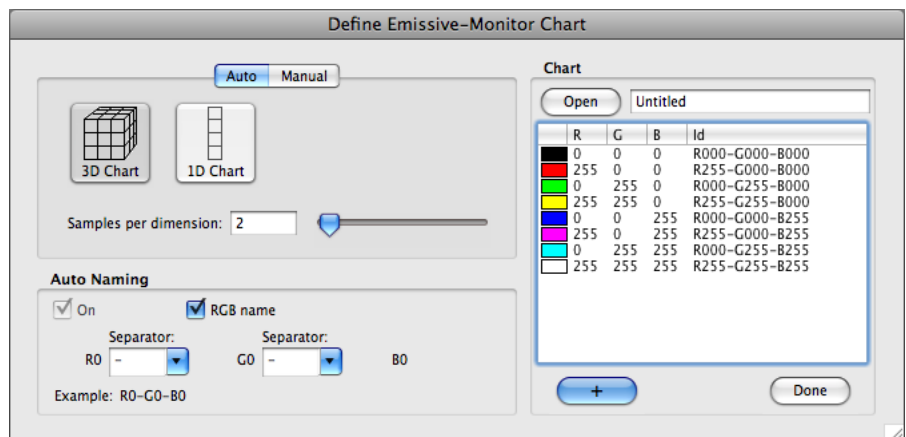 Define Emissive-Monitor Chart
Auto Manual
3D Chart 1D Chart
Samples per dimension: 2
Auto Naming
On RGB name
Separator: Separator:
R0 - G0 - B0
Example: R0-G0-B0
Chart
Open Untitled
R G B Id
0 0 0 R000-G000-B000
255 0 0 R255-G000-B000
0 255 0 R000-G255-B000
255 255 0 R255-G255-B000
0 0 255 R000-G000-B255
255 0 255 R255-G000-B255
0 255 255 R000-G255-B255
255 255 255 R255-G255-B255
+ Done